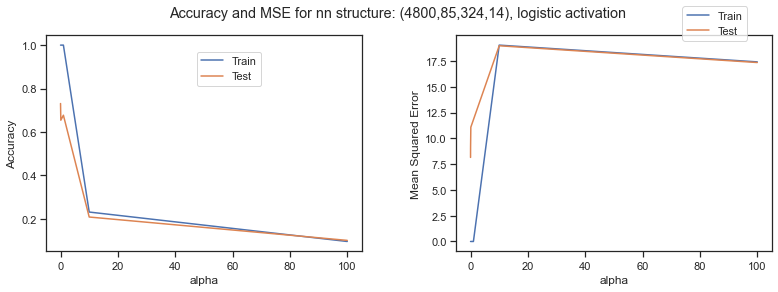 Accuracy and MSE for nn structure: (4800,85,324,14), logistic activation
Train
Test
1.0
0.8
0.6
0.4
0.2
Accuracy
0
20
40
60
80
100
alpha
Train
Test
17.5
15.0
12.5
10.0
7.5
5.0
2.5
0.0
Mean Squared Error
0
20
40
60
80
100
alpha